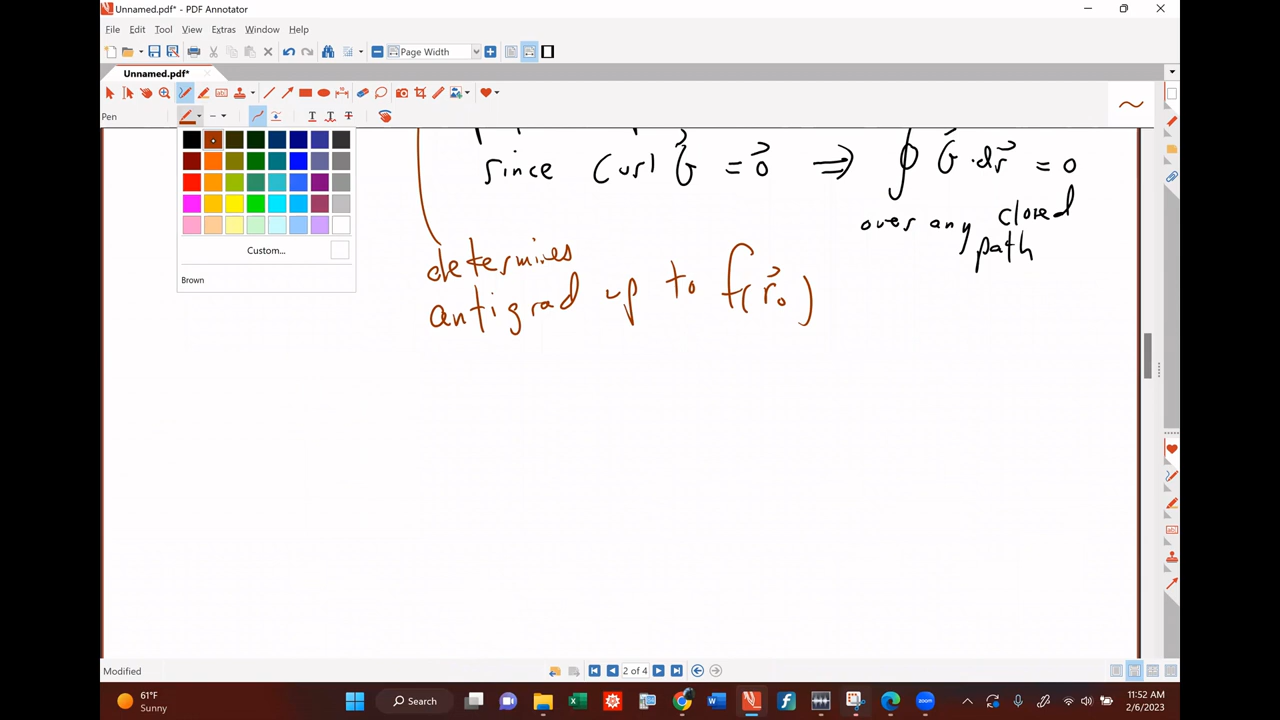 Unnamed.pdf* - PDF Annotator
File Edit Tool View Extras Window Help
Page Width
Unnamed.pdf*
Pen
Custom...
Brown
since Curl G⃗ = 0⃗ ⇒ ∮ G⃗ · dr⃗ = 0
over any closed
path
determines
antigrad up to f(r⃗₀)
Modified
2 of 4
61°F
Sunny
Search
11:52 AM
2/6/2023